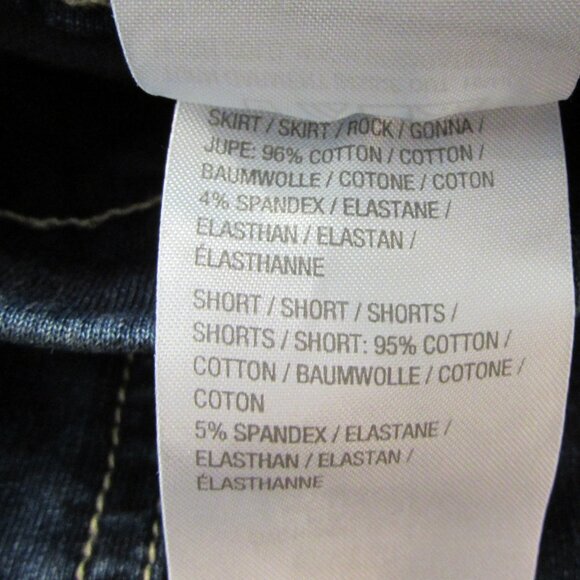 SKIRT / SKIRT / ROCK / GONNA /
JUPE: 96% COTTON / COTTON /
BAUMWOLLE / COTONE / COTON
4% SPANDEX / ELASTANE /
ELASTHAN / ELASTAN /
ÉLASTHANNE
SHORT / SHORT / SHORTS /
SHORTS / SHORT: 95% COTTON /
COTTON / BAUMWOLLE / COTONE /
COTON
5% SPANDEX / ELASTANE /
ELASTHAN / ELASTAN /
ÉLASTHANNE